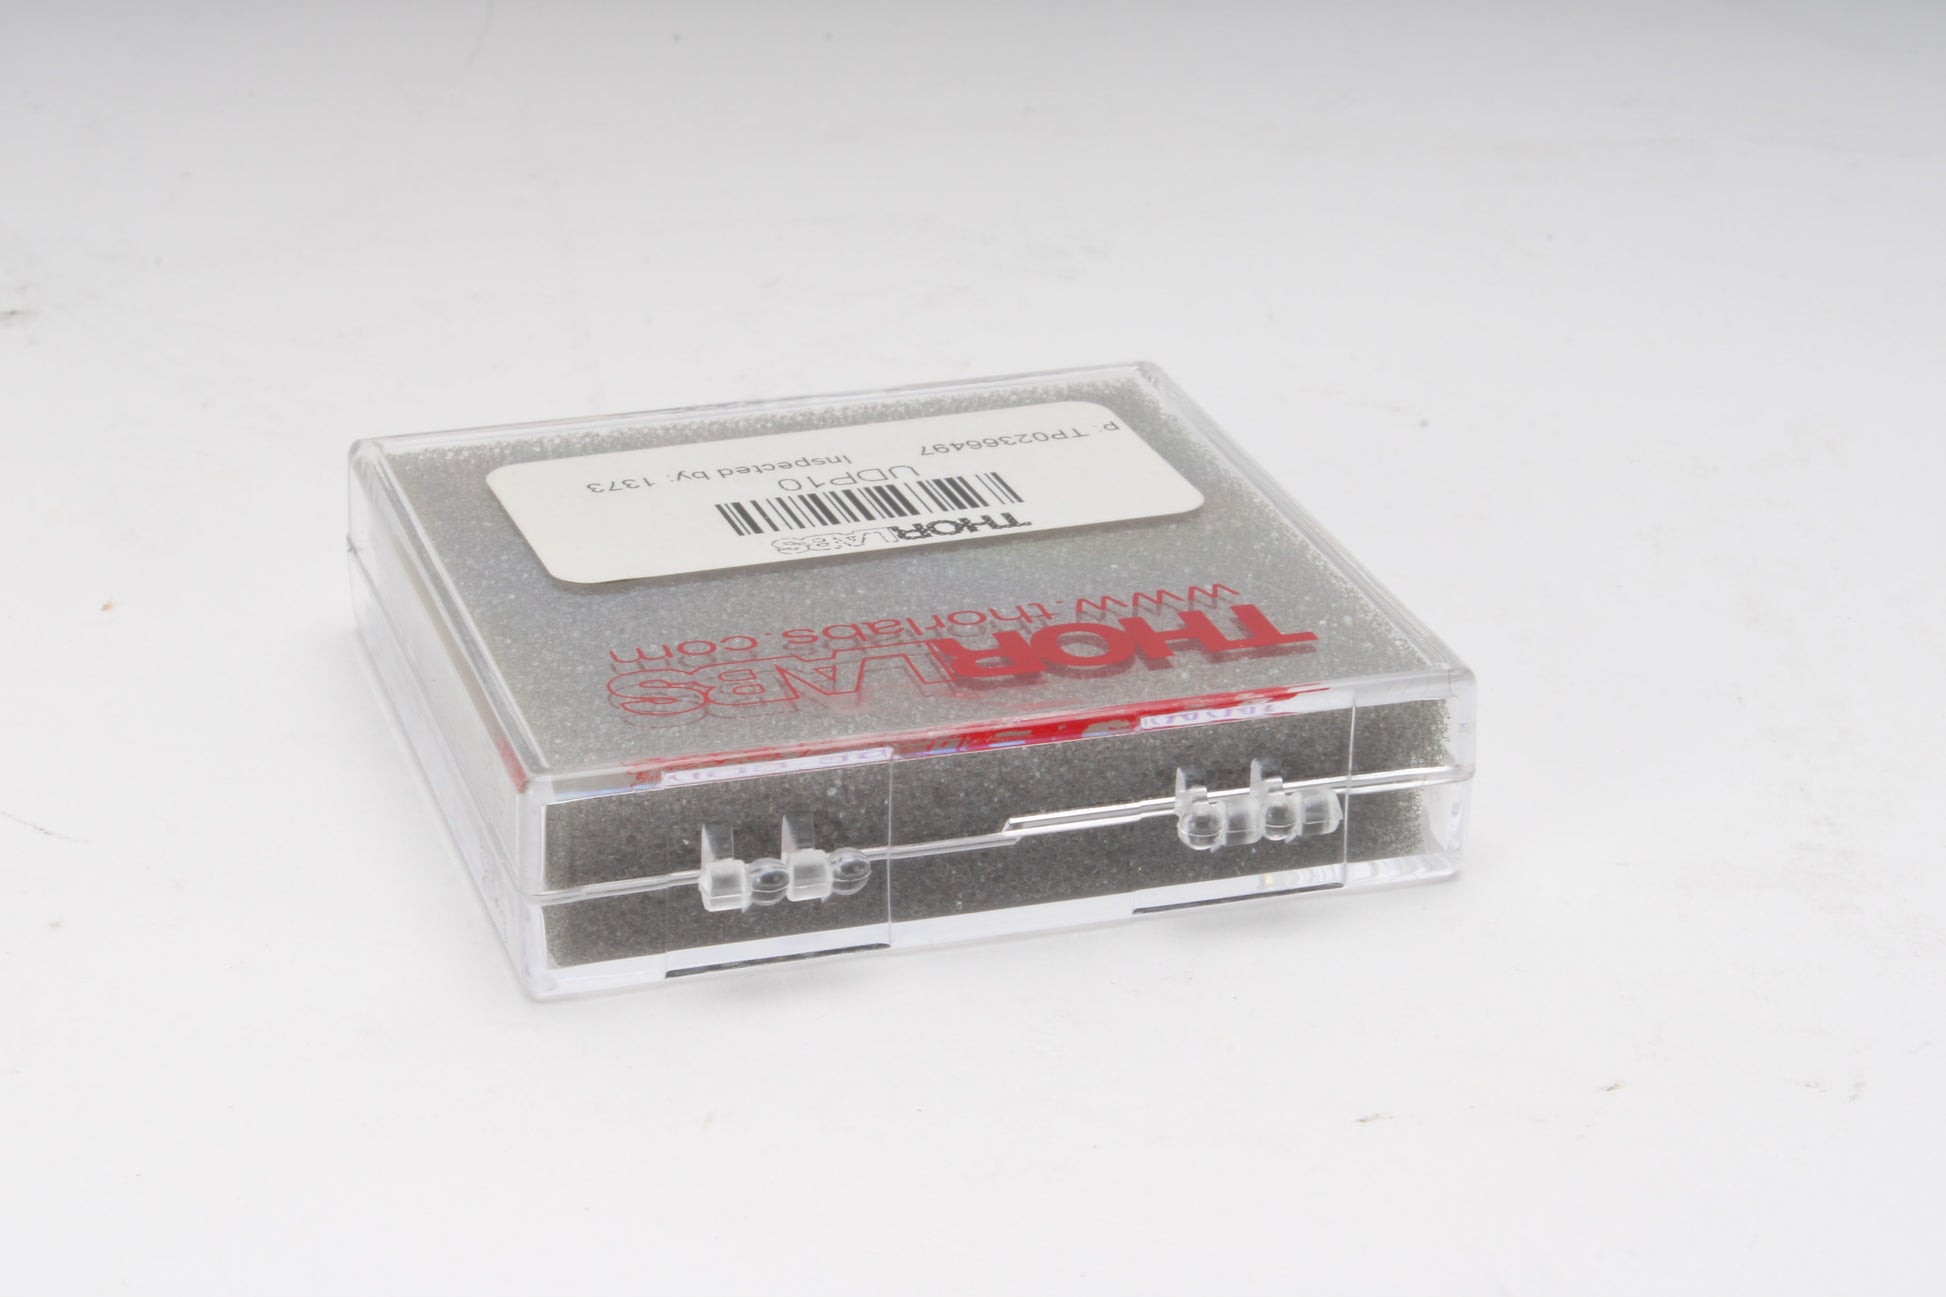 THORLABS
UDP10
p: TP02366497 Inspected by: 1373
THORLABS
www.thorlabs.com